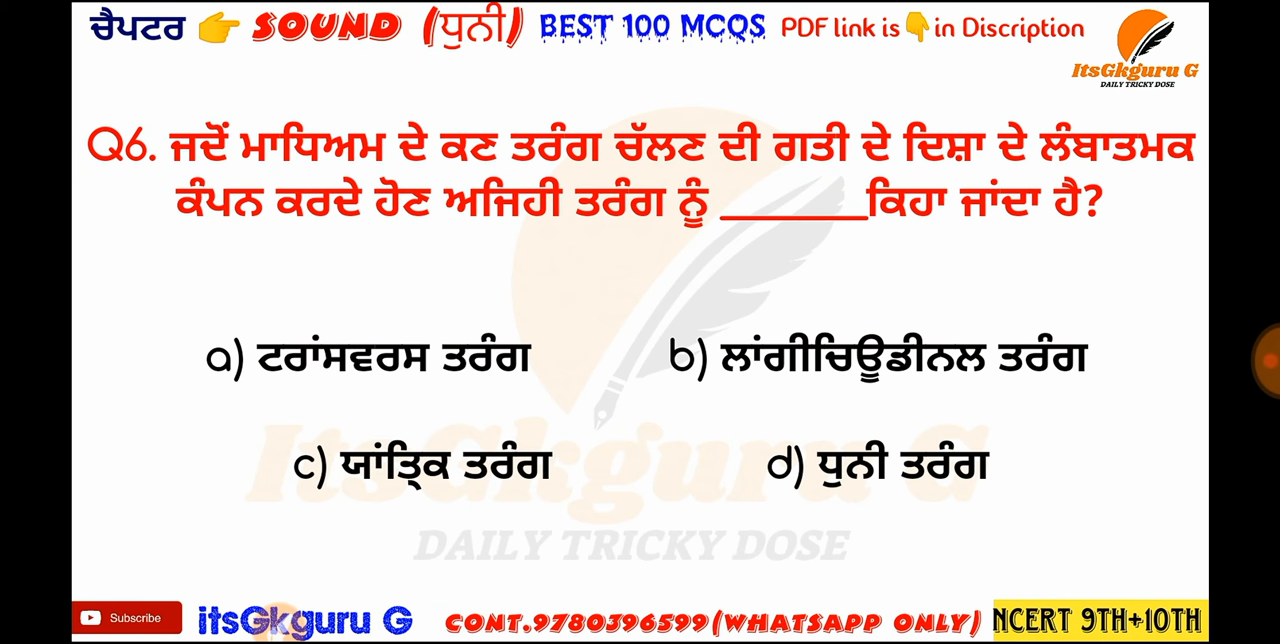 ਚੈਪਟਰ 👉 SOUND (ਧੁਨੀ) BEST 100 MCQS PDF link is👇in Discription
ItsGkguru G
DAILY TRICKY DOSE
Q6. ਜਦੋਂ ਮਾਧਿਅਮ ਦੇ ਕਣ ਤਰੰਗ ਚੱਲਣ ਦੀ ਗਤੀ ਦੇ ਦਿਸ਼ਾ ਦੇ ਲੰਬਾਤਮਕ
ਕੰਪਨ ਕਰਦੇ ਹੋਣ ਅਜਿਹੀ ਤਰੰਗ ਨੂੰ ______ਕਿਹਾ ਜਾਂਦਾ ਹੈ?
a) ਟਰਾਂਸਵਰਸ ਤਰੰਗ b) ਲਾਂਗੀਚਿਊਡੀਨਲ ਤਰੰਗ
c) ਯਾਂਤ੍ਰਿਕ ਤਰੰਗ d) ਧੁਨੀ ਤਰੰਗ
ItsGkguru G
DAILY TRICKY DOSE
Subscribe itsGkguru G CONT.9780396599(WHATSAPP ONLY) NCERT 9TH+10TH